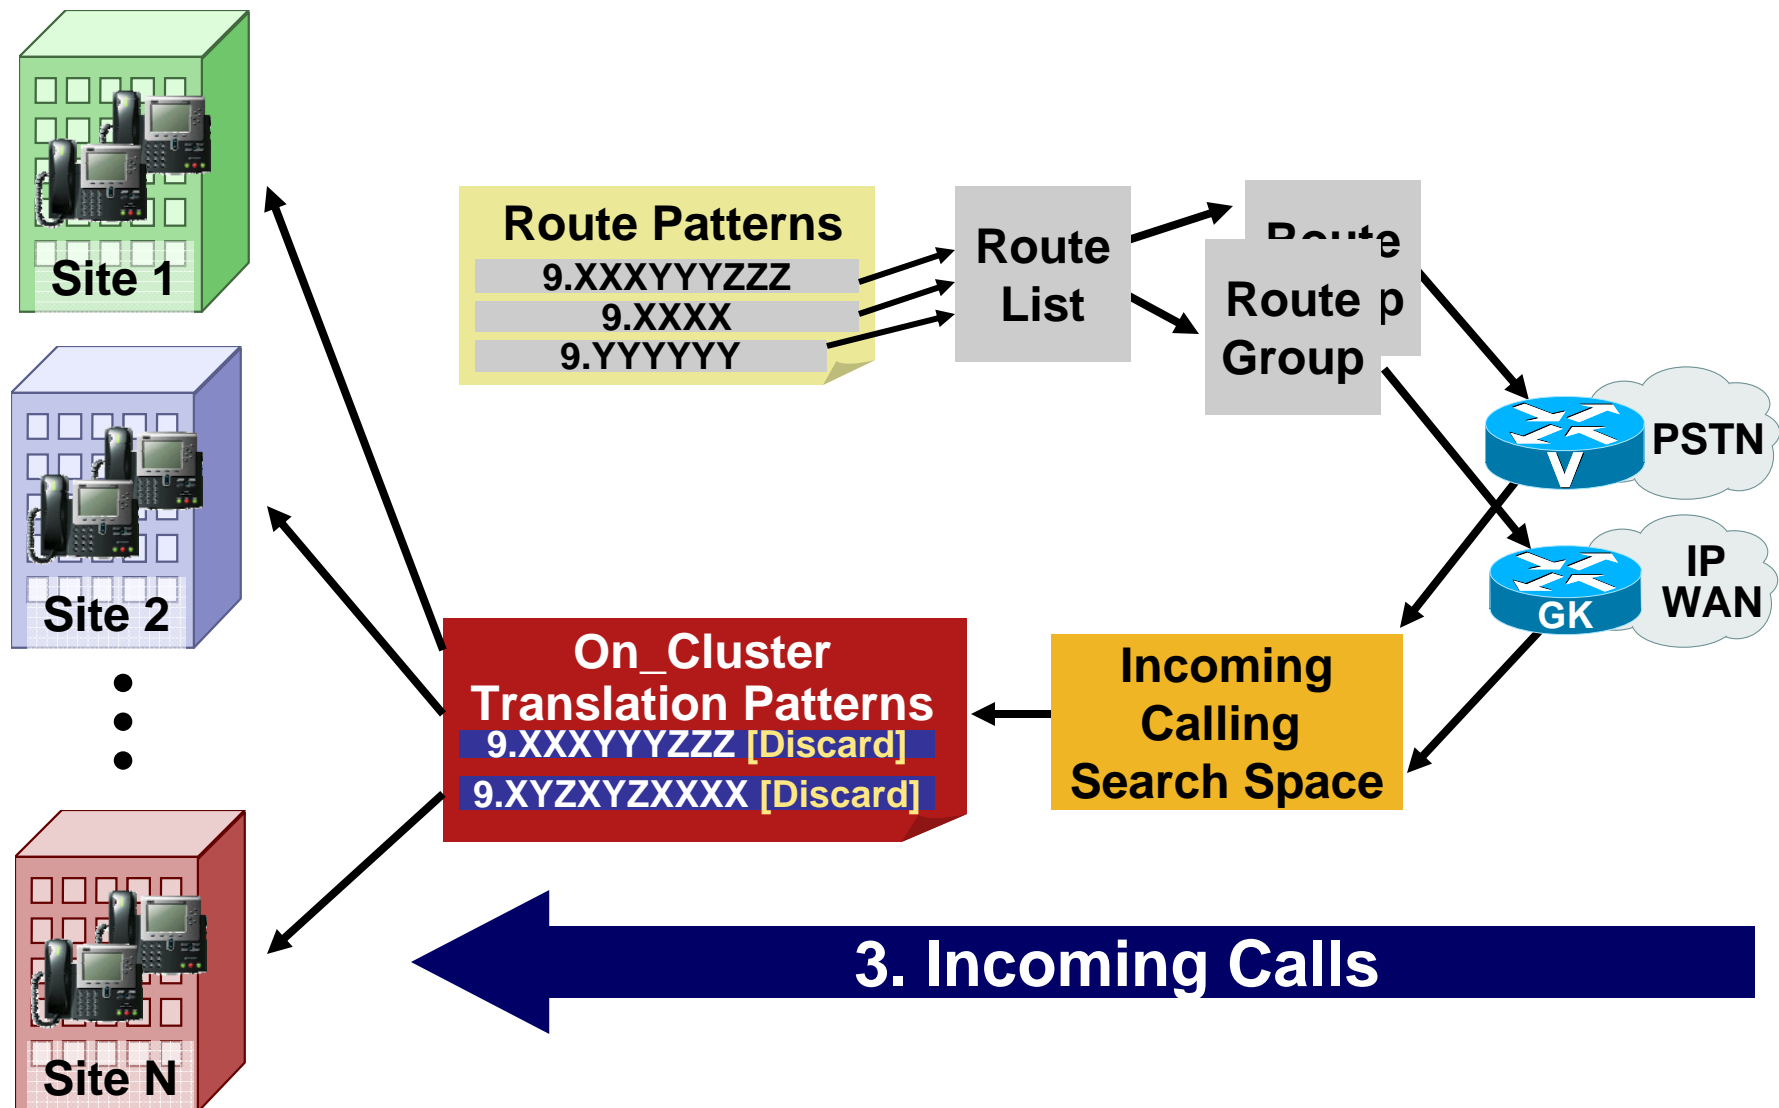 Site 1
Site 2
Site N
Route Patterns
9.XXXYYYZZZ
9.XXXX
9.YYYYYY
Route
List
Route
p
Route
Group
V
PSTN
GK
IP
WAN
On_Cluster
Translation Patterns
9.XXXYYYZZZ [Discard]
9.XYZXYZXXXX [Discard]
Incoming
Calling
Search Space
3. Incoming Calls